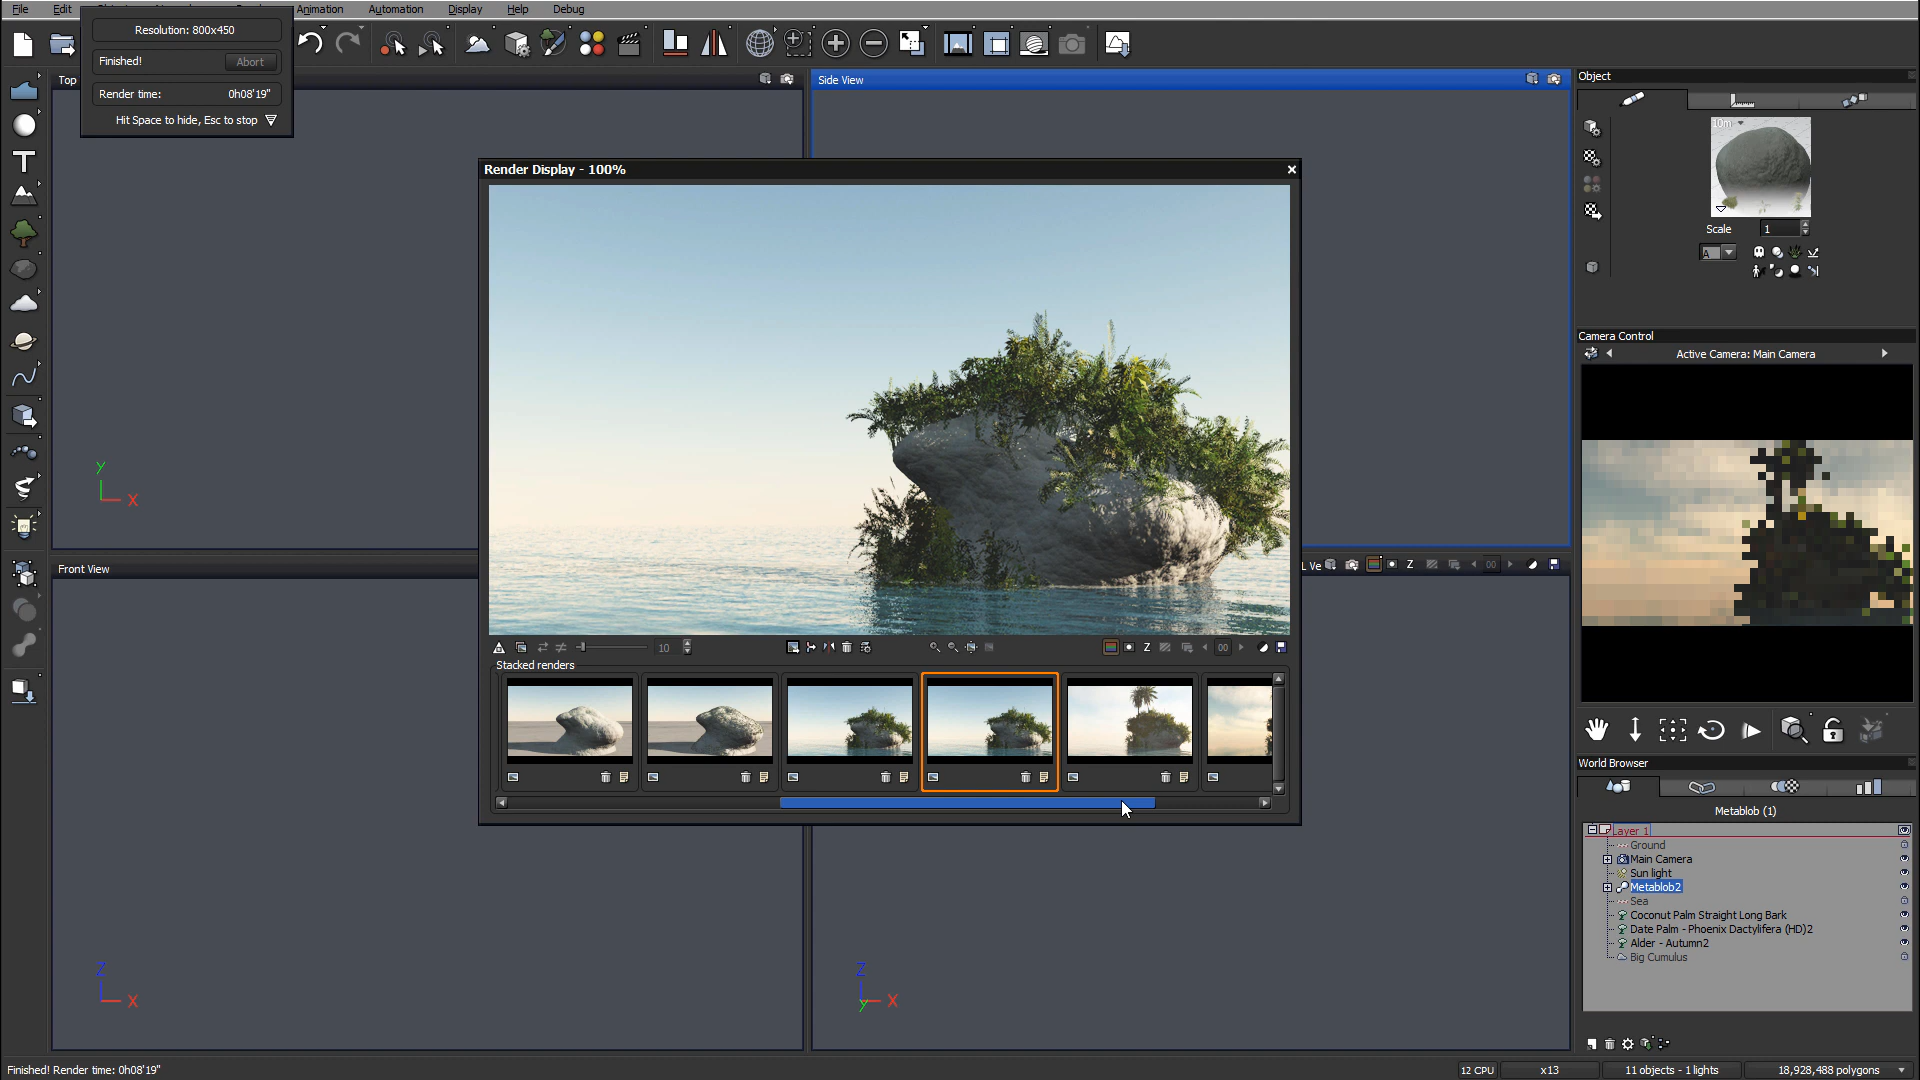 File Edit Animation Automation Display Help Debug
Resolution: 800x450
Finished! Abort
Render time: 0h08'19"
Hit Space to hide, Esc to stop
Top
Side View
Render Display - 100%
Y
X
Front View
Z
X
Z
Y
X
L Ve
Z 00
10
Z 00
Stacked renders
Object
10m
Scale 1
A
Camera Control
Active Camera: Main Camera
World Browser
Metablob (1)
Layer 1
Ground
Main Camera
Sun light
Metablob2
Sea
Coconut Palm Straight Long Bark
Date Palm - Phoenix Dactylifera (HD)2
Alder - Autumn2
Big Cumulus
Finished! Render time: 0h08'19"
12 CPU x13 11 objects - 1 lights 18,928,488 polygons